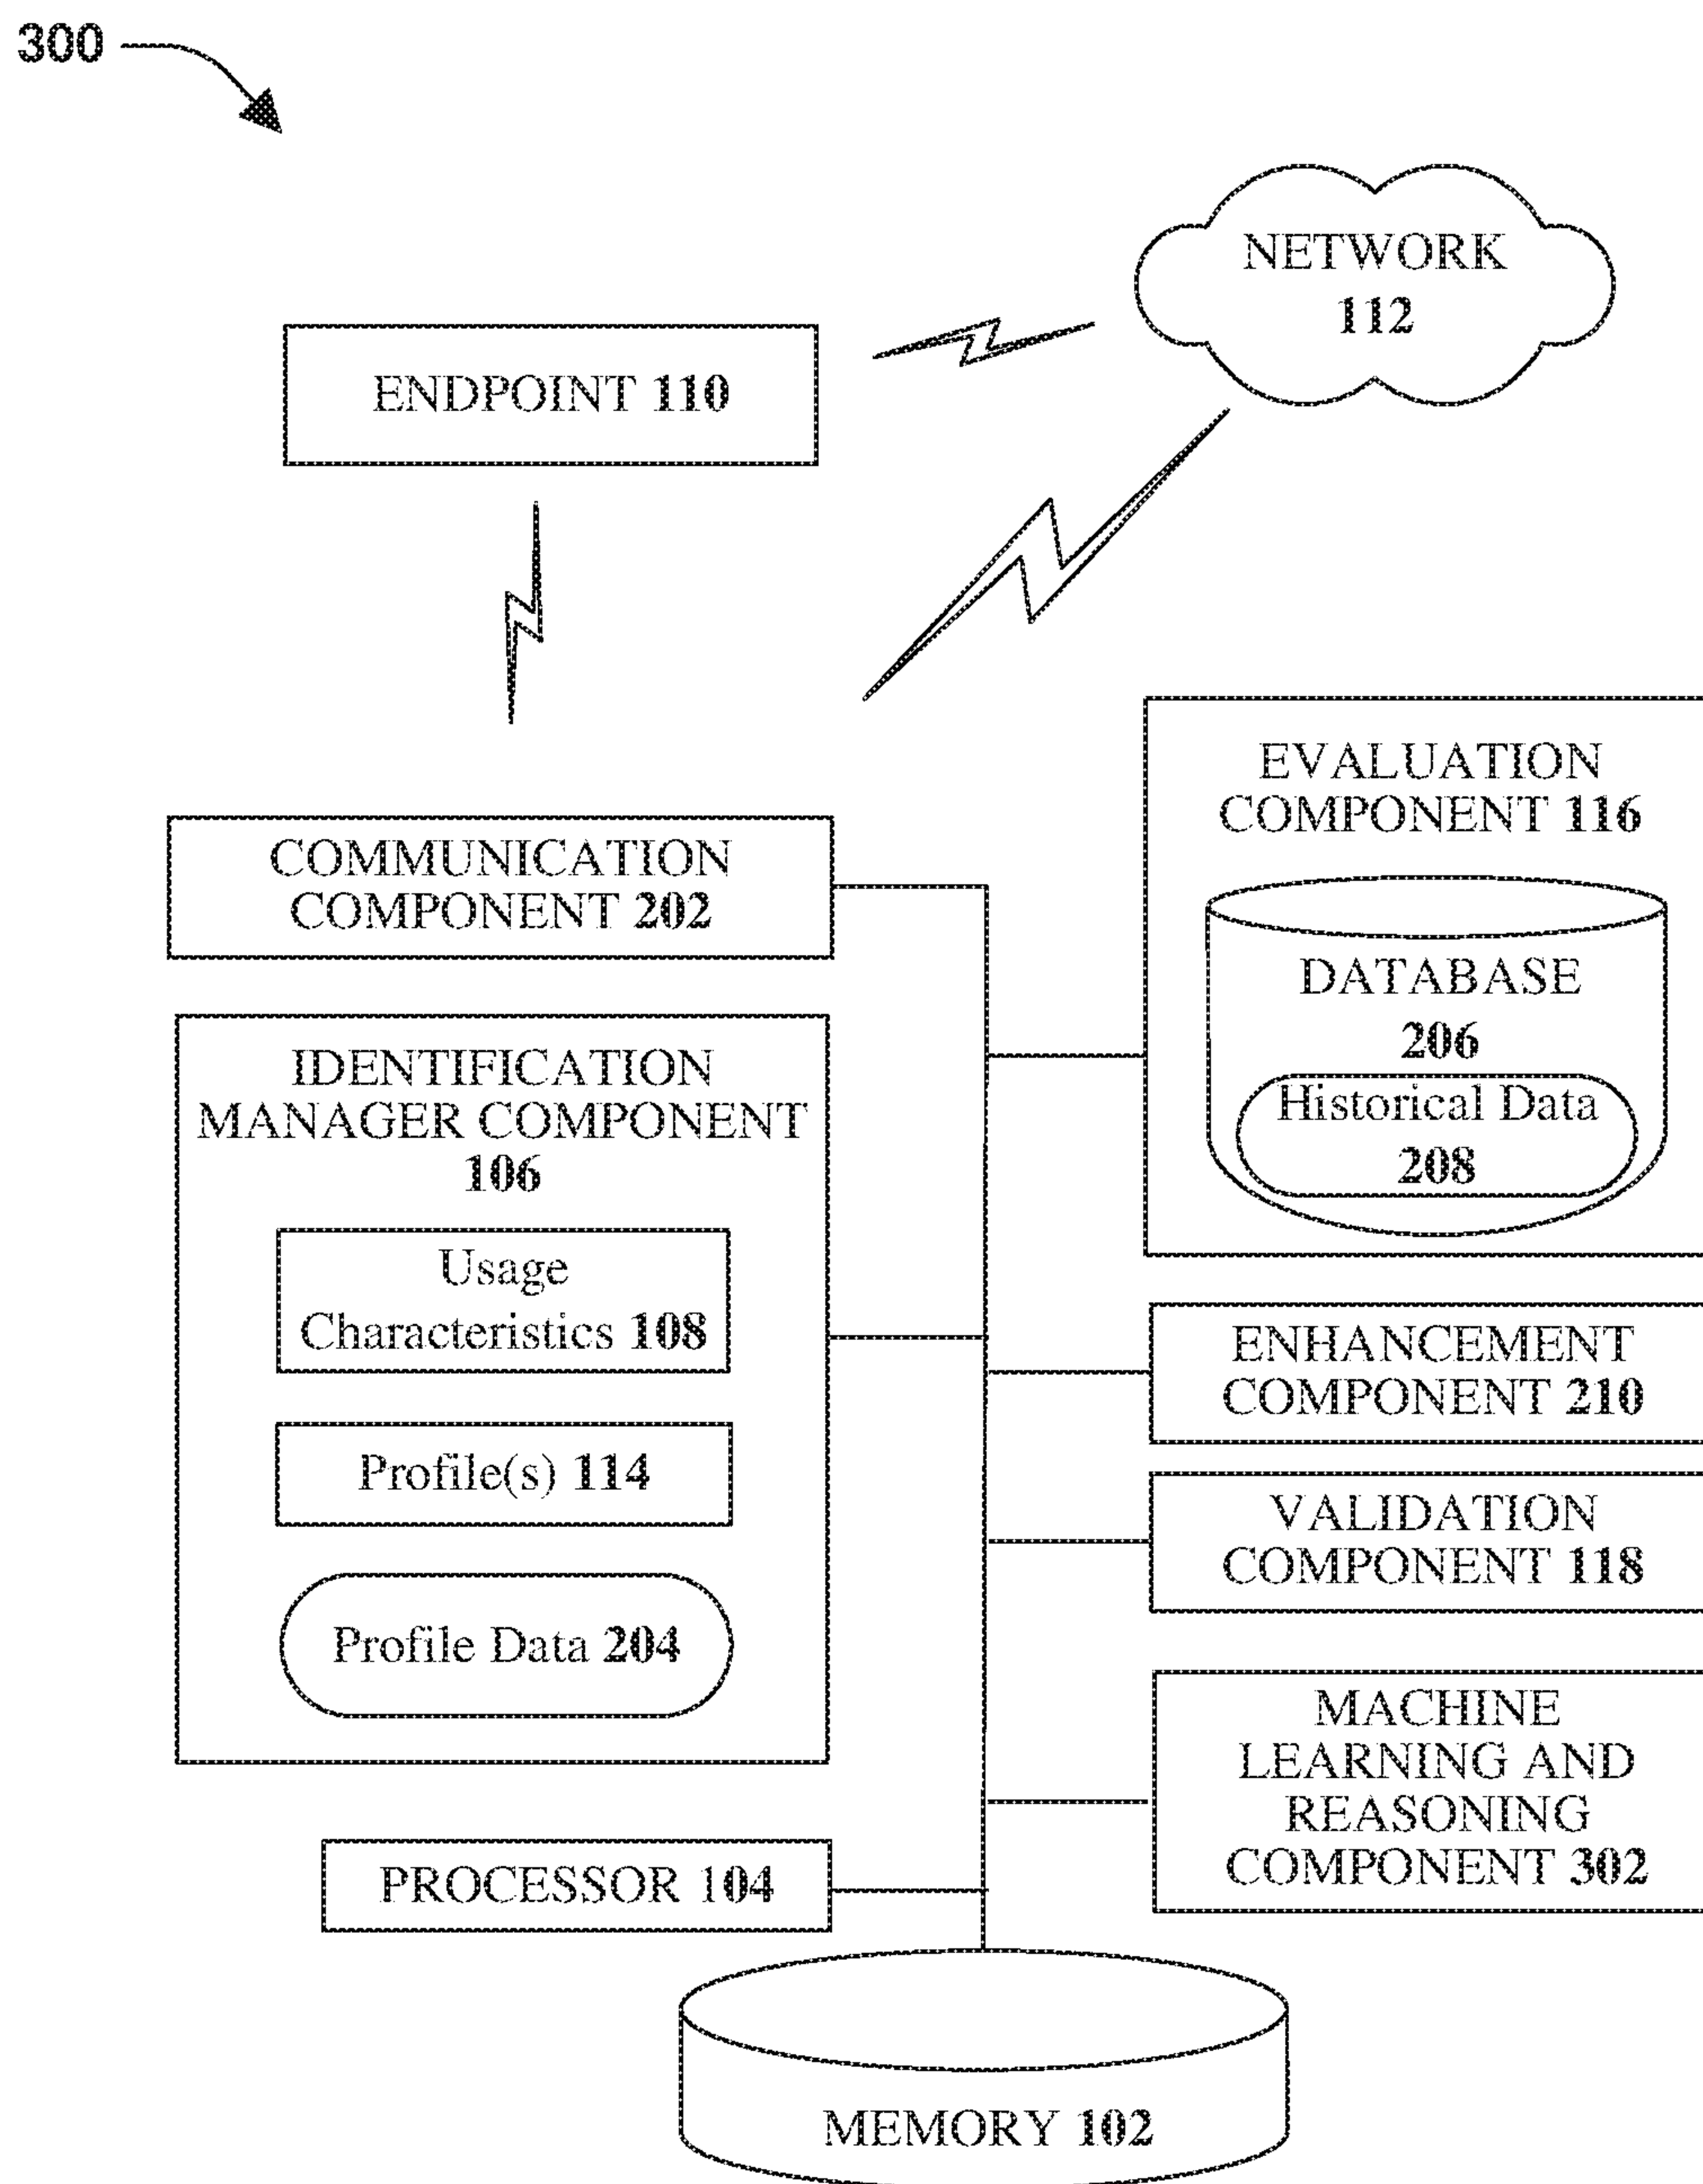 300
NETWORK
112
ENDPOINT 110
COMMUNICATION
COMPONENT 202
IDENTIFICATION
MANAGER COMPONENT
106
Usage
Characteristics 108
Profile(s) 114
Profile Data 204
PROCESSOR 104
EVALUATION
COMPONENT 116
DATABASE
206
Historical Data
208
ENHANCEMENT
COMPONENT 210
VALIDATION
COMPONENT 118
MACHINE
LEARNING AND
REASONING
COMPONENT 302
MEMORY 102